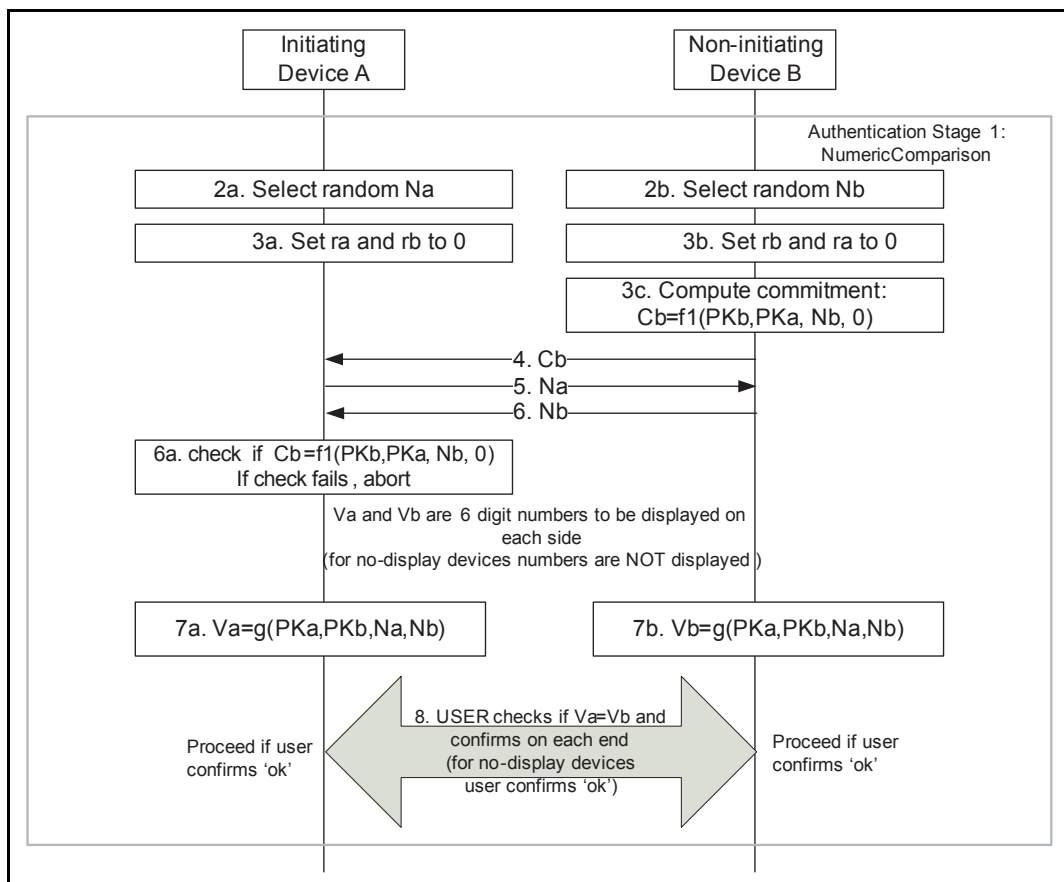 Initiating
Device A
Non-initiating
Device B
Authentication Stage 1:
NumericComparison
2a. Select random Na
2b. Select random Nb
3a. Set ra and rb to 0
3b. Set rb and ra to 0
3c. Compute commitment:
Cb=f1(PKb,PKa, Nb, 0)
4. Cb
5. Na
6. Nb
6a. check if Cb=f1(PKb,PKa, Nb, 0)
If check fails , abort
Va and Vb are 6 digit numbers to be displayed on
each side
(for no-display devices numbers are NOT displayed )
7a. Va=g(PKa,PKb,Na,Nb)
7b. Vb=g(PKa,PKb,Na,Nb)
8. USER checks if Va=Vb and
confirms on each end
(for no-display devices
user confirms ‘ok’)
Proceed if user
confirms ‘ok’
Proceed if user
confirms ‘ok’